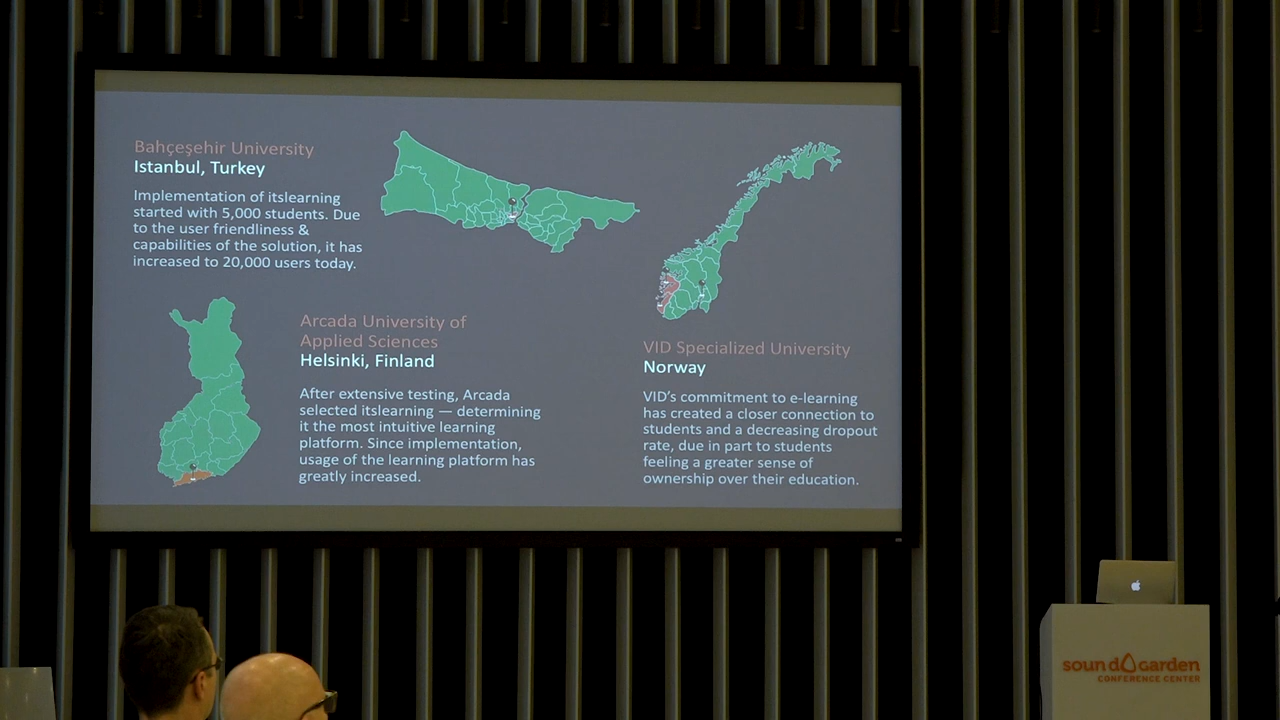 Bahçeşehir University
Istanbul, Turkey
Implementation of itslearning
started with 5,000 students. Due
to the user friendliness &
capabilities of the solution, it has
increased to 20,000 users today.
Arcada University of
Applied Sciences
Helsinki, Finland
After extensive testing, Arcada
selected itslearning — determining
it the most intuitive learning
platform. Since implementation,
usage of the learning platform has
greatly increased.
VID Specialized University
Norway
VID's commitment to e-learning
has created a closer connection to
students and a decreasing dropout
rate, due in part to students
feeling a greater sense of
ownership over their education.
sound garden
CONFERENCE CENTER